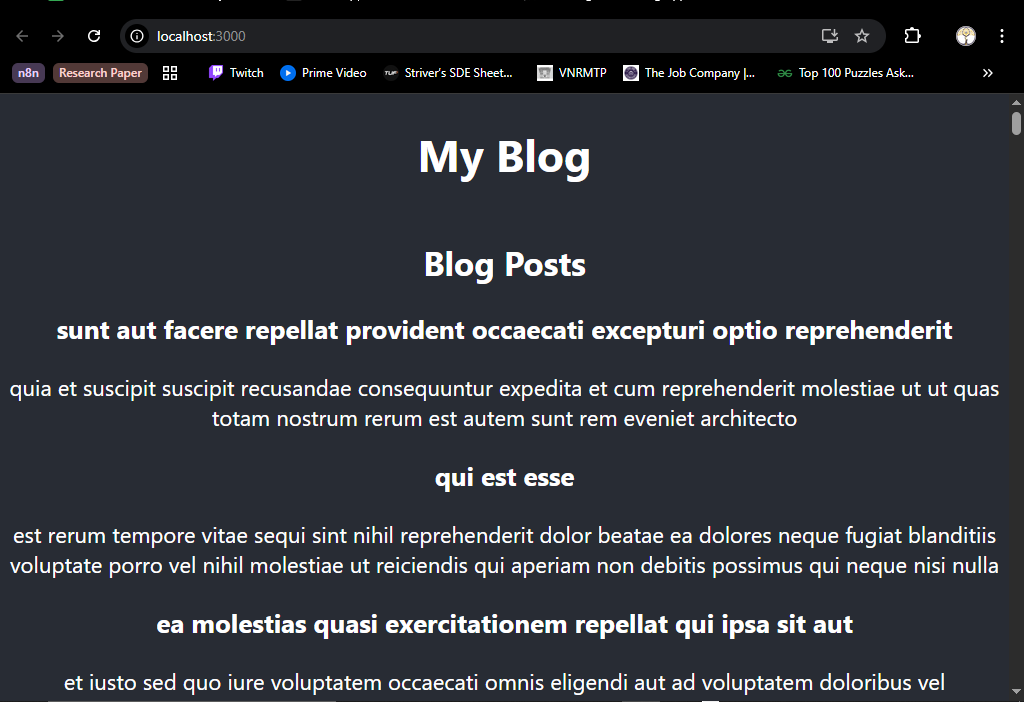 localhost:3000
n8n
Research Paper
Twitch
Prime Video
TUF
Striver's SDE Sheet...
VNRMTP
The Job Company |...
Top 100 Puzzles Ask...
My Blog
Blog Posts
sunt aut facere repellat provident occaecati excepturi optio reprehenderit
quia et suscipit suscipit recusandae consequuntur expedita et cum reprehenderit molestiae ut ut quas
totam nostrum rerum est autem sunt rem eveniet architecto
qui est esse
est rerum tempore vitae sequi sint nihil reprehenderit dolor beatae ea dolores neque fugiat blanditiis
voluptate porro vel nihil molestiae ut reiciendis qui aperiam non debitis possimus qui neque nisi nulla
ea molestias quasi exercitationem repellat qui ipsa sit aut
et iusto sed quo iure voluptatem occaecati omnis eligendi aut ad voluptatem doloribus vel